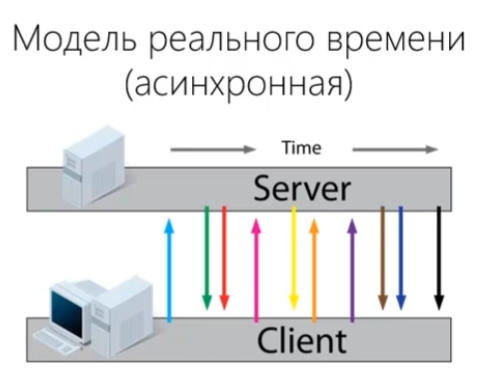 Модель реального времени
(асинхронная)
Time
Server
Client